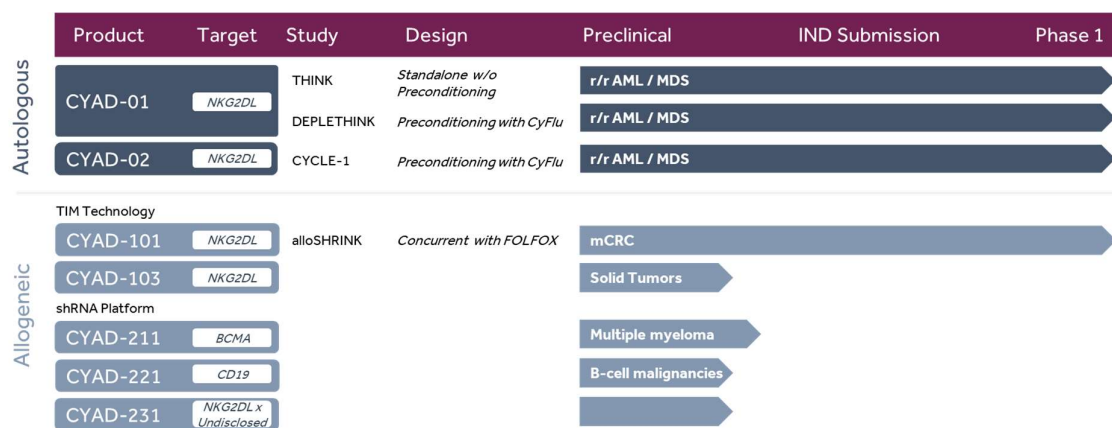 Product Target Study Design Preclinical IND Submission Phase 1
Autologous
CYAD-01 NKG2DL
THINK Standalone w/o
Preconditioning
r/r AML / MDS
DEPLETHINK Preconditioning with CyFlu r/r AML / MDS
CYAD-02 NKG2DL CYCLE-1 Preconditioning with CyFlu r/r AML / MDS
Allogeneic
TIM Technology
CYAD-101 NKG2DL alloSHRINK Concurrent with FOLFOX mCRC
CYAD-103 NKG2DL Solid Tumors
shRNA Platform
CYAD-211 BCMA Multiple myeloma
CYAD-221 CD19 B-cell malignancies
CYAD-231 NKG2DL x
Undisclosed